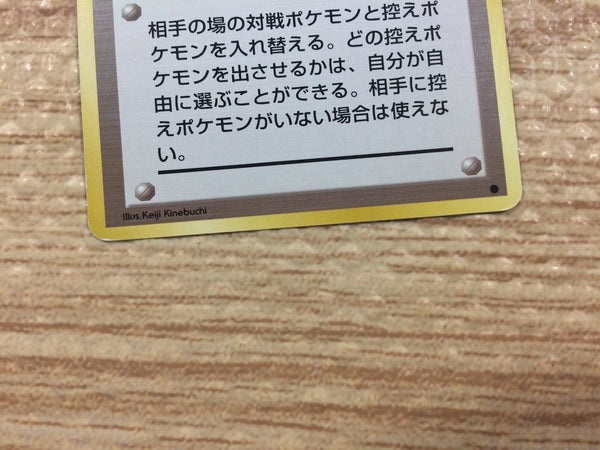 相手の場の対戦ポケモンと控えポ
ケモンを入れ替える。どの控えポ
ケモンを出させるかは、自分が自
由に選ぶことができる。相手に控
えポケモンがいない場合は使えな
い。
Illus.Keiji Kinebuchi